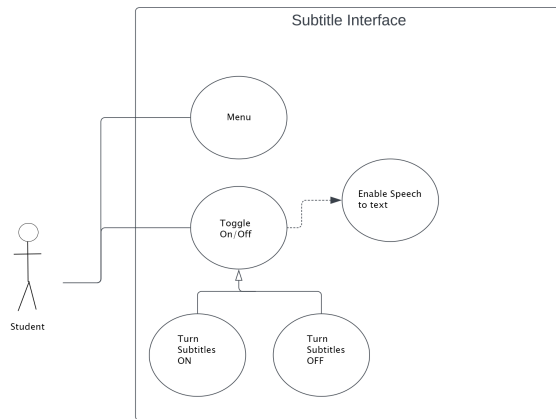 Subtitle Interface
Menu
Enable Speech
to text
Toggle
On/Off
Student
Turn
Subtitles
ON
Turn
Subtitles
OFF